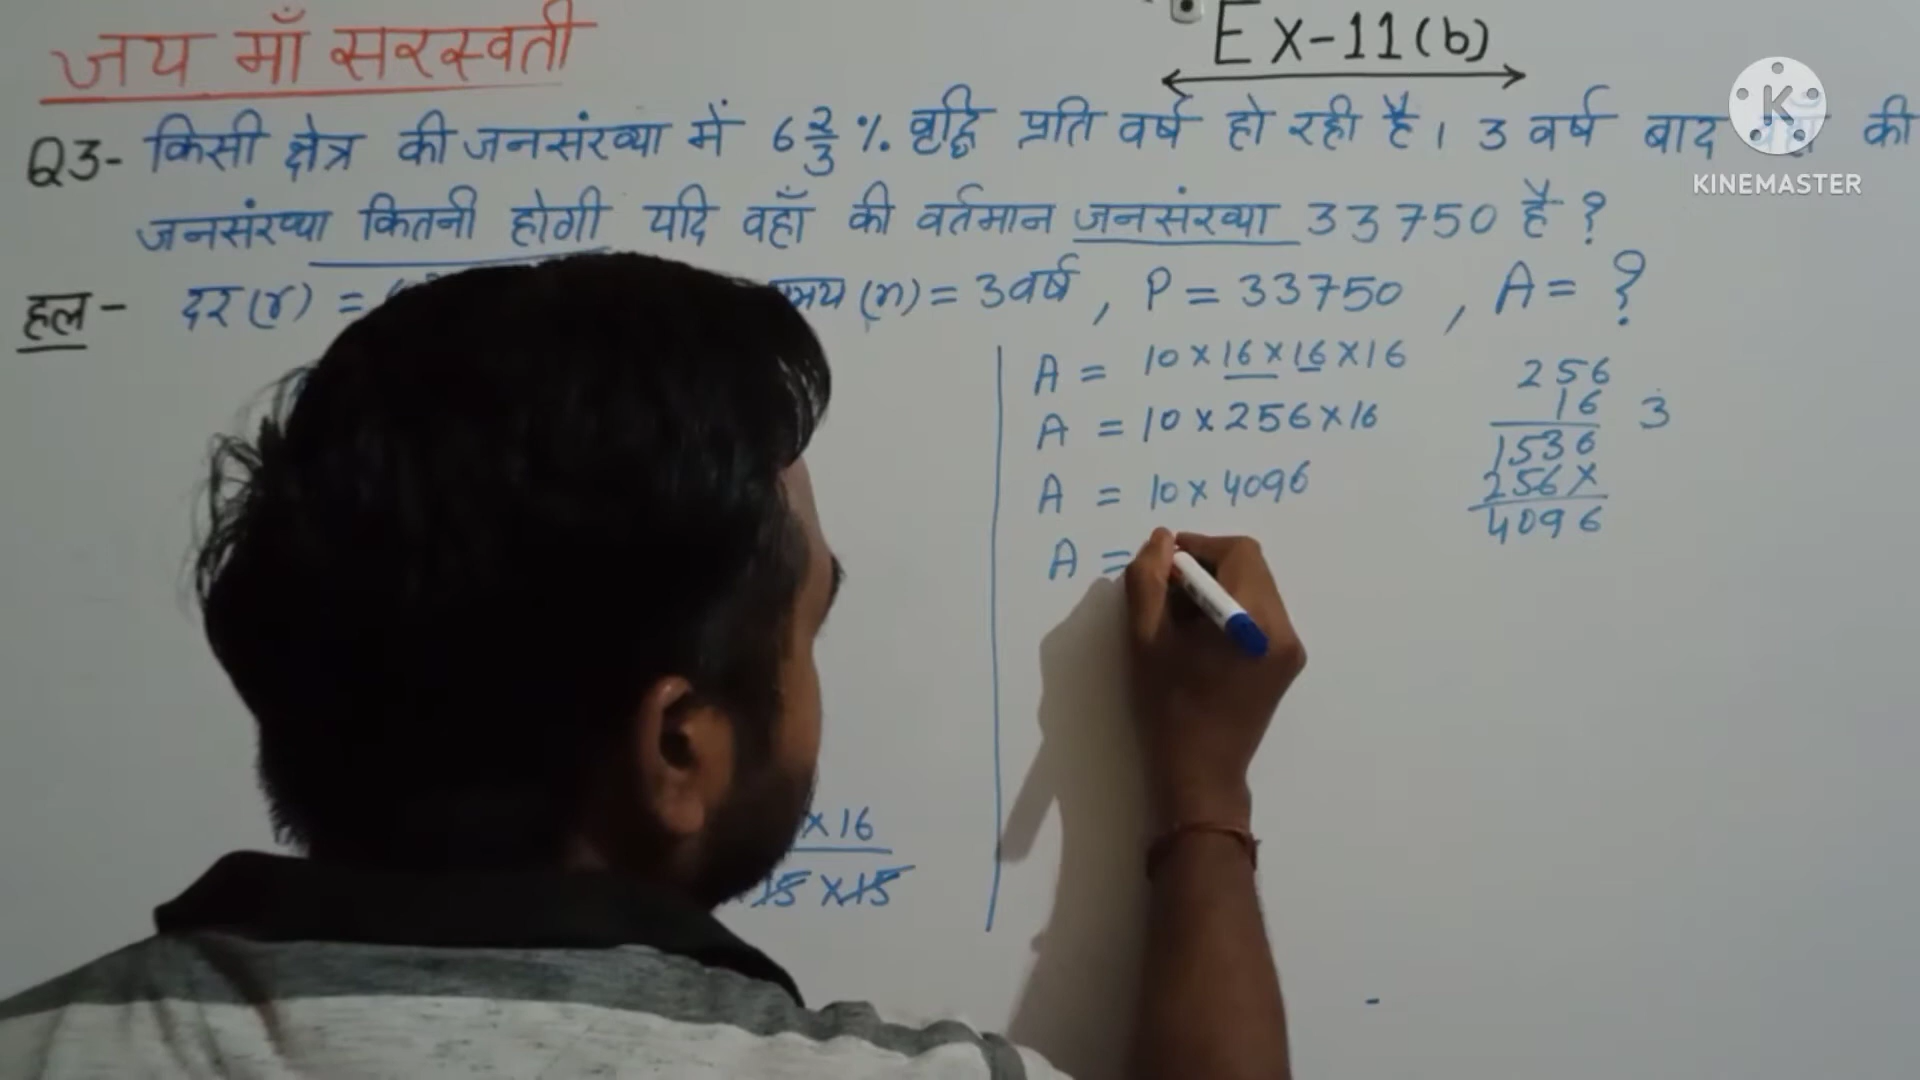 जय माँ सरस्वती
Ex-11(b)
KINEMASTER
Q3- किसी क्षेत्र की जनसंख्या में 6 2/3 %. वृद्धि प्रति वर्ष हो रही है। 3 वर्ष बाद वहाँ की
जनसंख्या कितनी होगी यदि वहाँ की वर्तमान जनसंख्या 33750 है ?
हल - दर (r) = (n) = 3 वर्ष , P = 33750 , A = ?
A = 10 × 16 × 16 × 16
A = 10 × 256 × 16
A = 10 × 4096
A =
256
16 3
1536
256×
4096
× 16
15 × 15